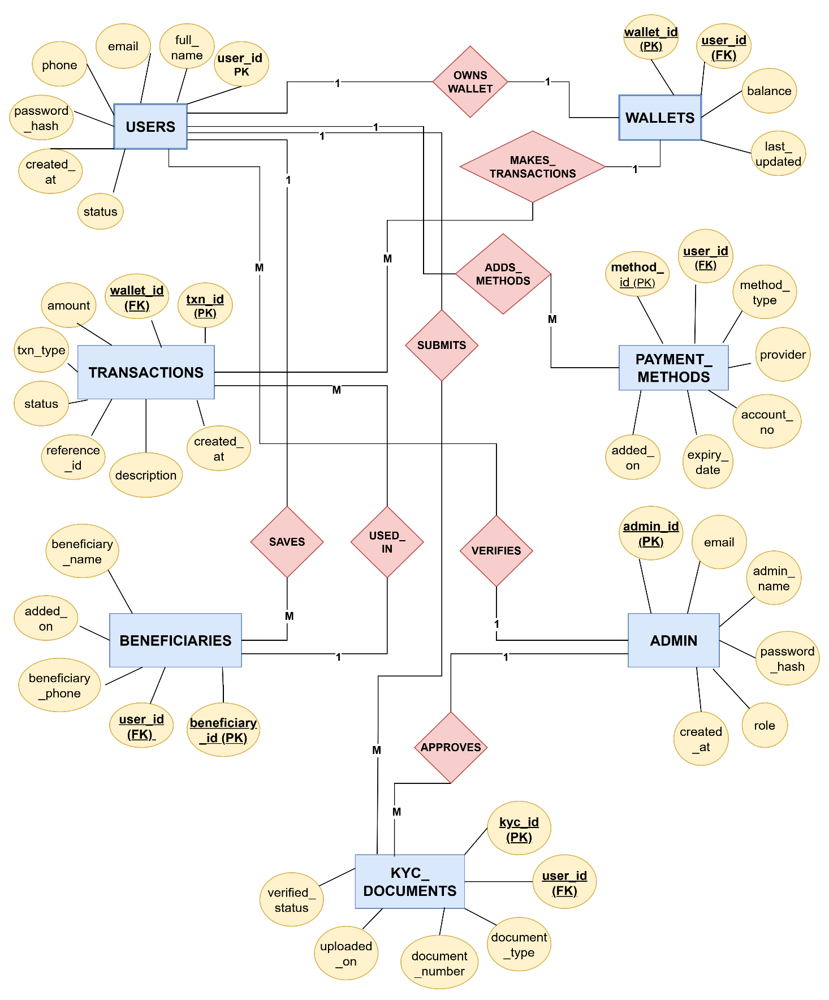 wallet_id
(PK)
user_id
(FK)
full_
name
email
user_id
PK
phone
OWNS
WALLET
1
1
balance
password
_hash
USERS
WALLETS
1
1
created_
at
last_
updated
MAKES_
TRANSACTIONS
1
1
status
user_id
(FK)
M
M
ADDS_
METHODS
method_
id (PK)
method_
type
wallet_id
(FK)
txn_id
(PK)
amount
M
txn_type
SUBMITS
provider
TRANSACTIONS
PAYMENT_
METHODS
M
status
account_
no
reference
_id
created_
at
description
added_
on
expiry_
date
SAVES
USED_
IN
VERIFIES
admin_id
(PK)
email
beneficiary
_name
admin_
name
added_
on
M
1
BENEFICIARIES
ADMIN
1
1
password
_hash
beneficiary
_phone
user_id
(FK)
beneficiary
_id (PK)
created
_at
role
M
APPROVES
M
kyc_id
(PK)
KYC_
DOCUMENTS
user_id
(FK)
verified_
status
uploaded
_on
document
_number
document
_type